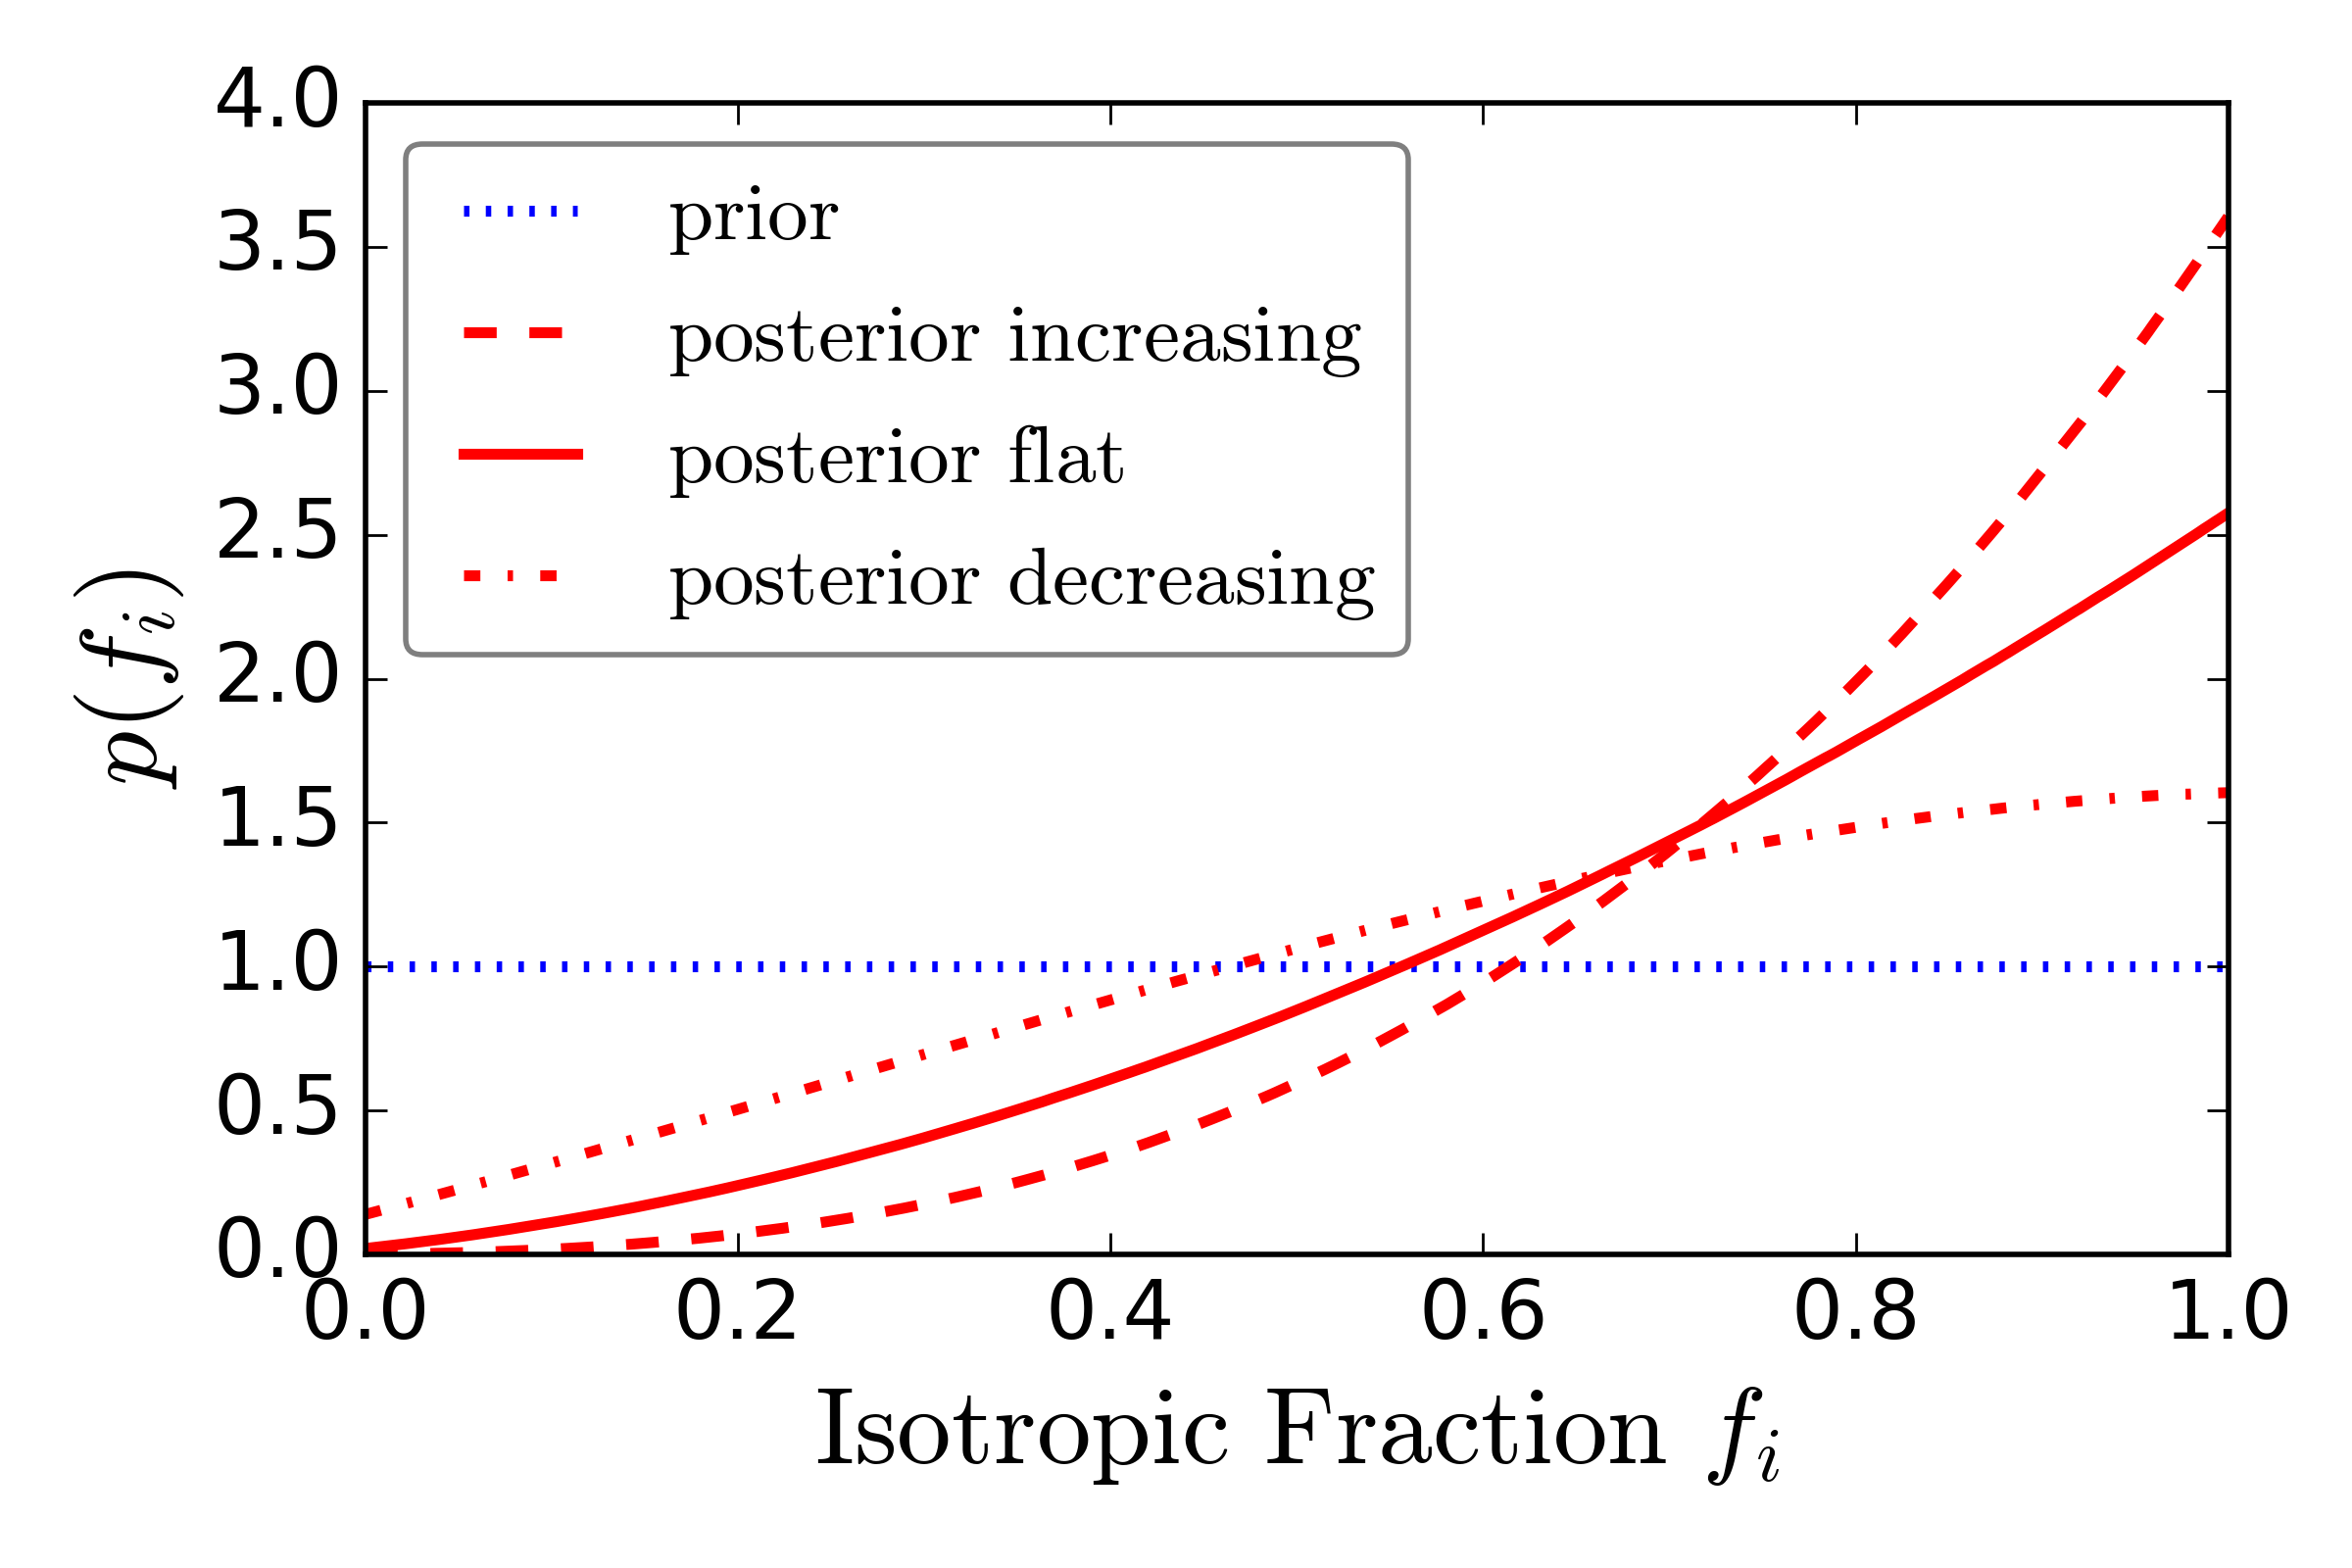 4.0
3.5
3.0
2.5
2.0
1.5
1.0
0.5
0.0
p(f_i)
prior
posterior increasing
posterior flat
posterior decreasing
0.0 0.2 0.4 0.6 0.8 1.0
Isotropic Fraction f_i